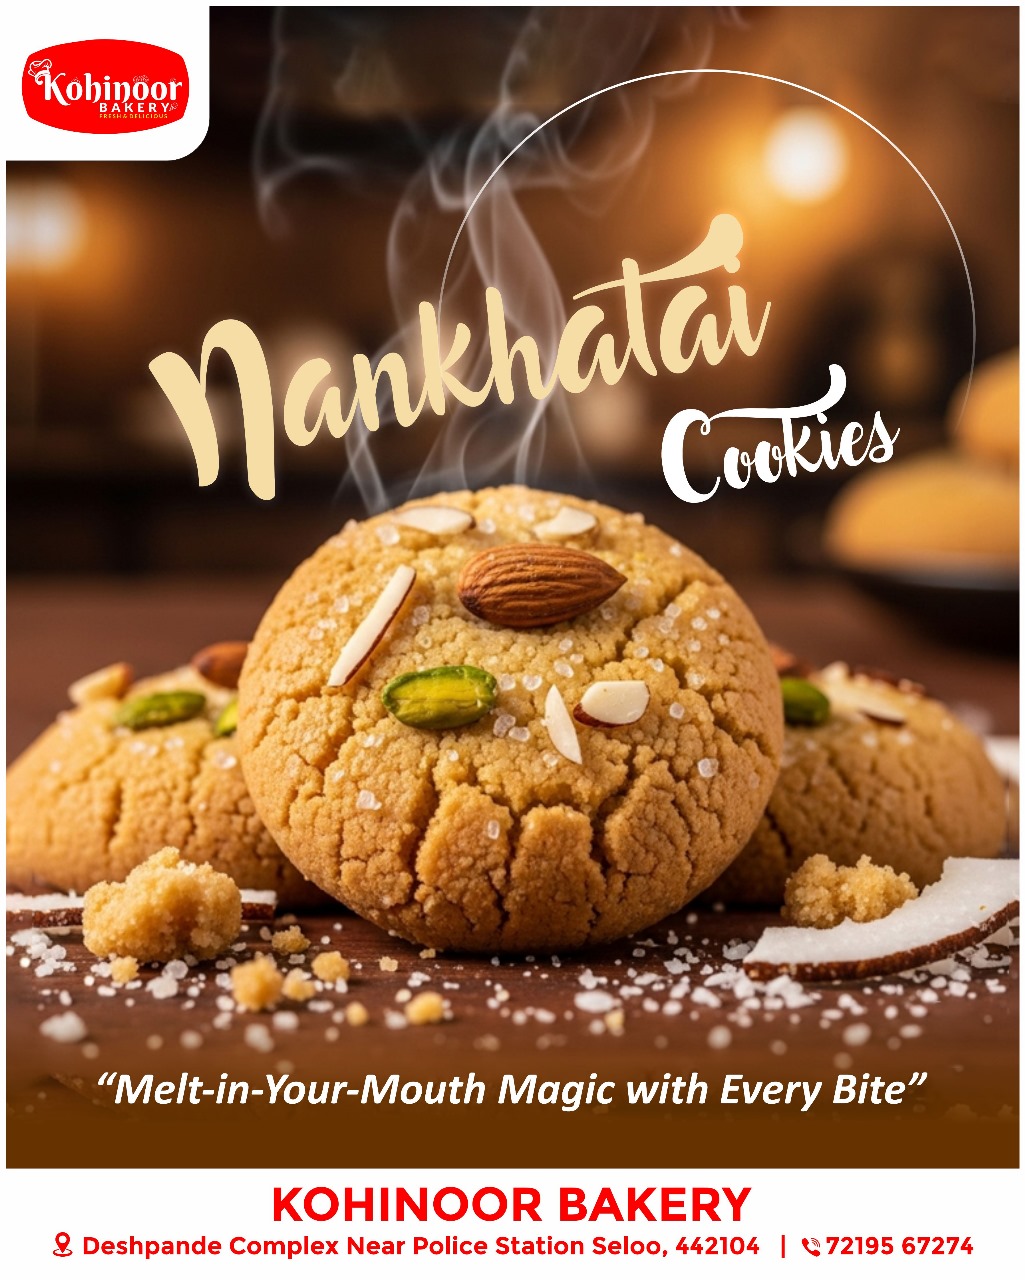 Kohinoor
BAKERY
FRESH & DELICIOUS
Nankhatai
Cookies
“Melt-in-Your-Mouth Magic with Every Bite”
KOHINOOR BAKERY
Deshpande Complex Near Police Station Seloo, 442104 | 72195 67274